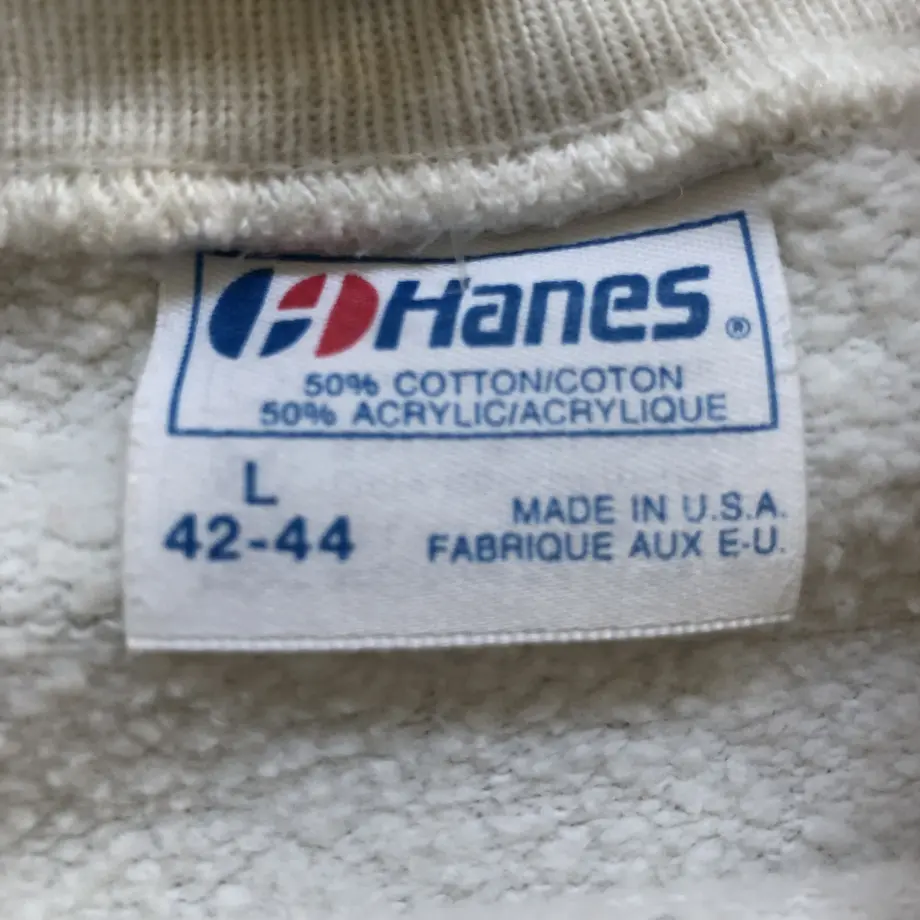 Hanes ®
50% COTTON/COTON
50% ACRYLIC/ACRYLIQUE
L
42-44
MADE IN U.S.A.
FABRIQUE AUX E-U.